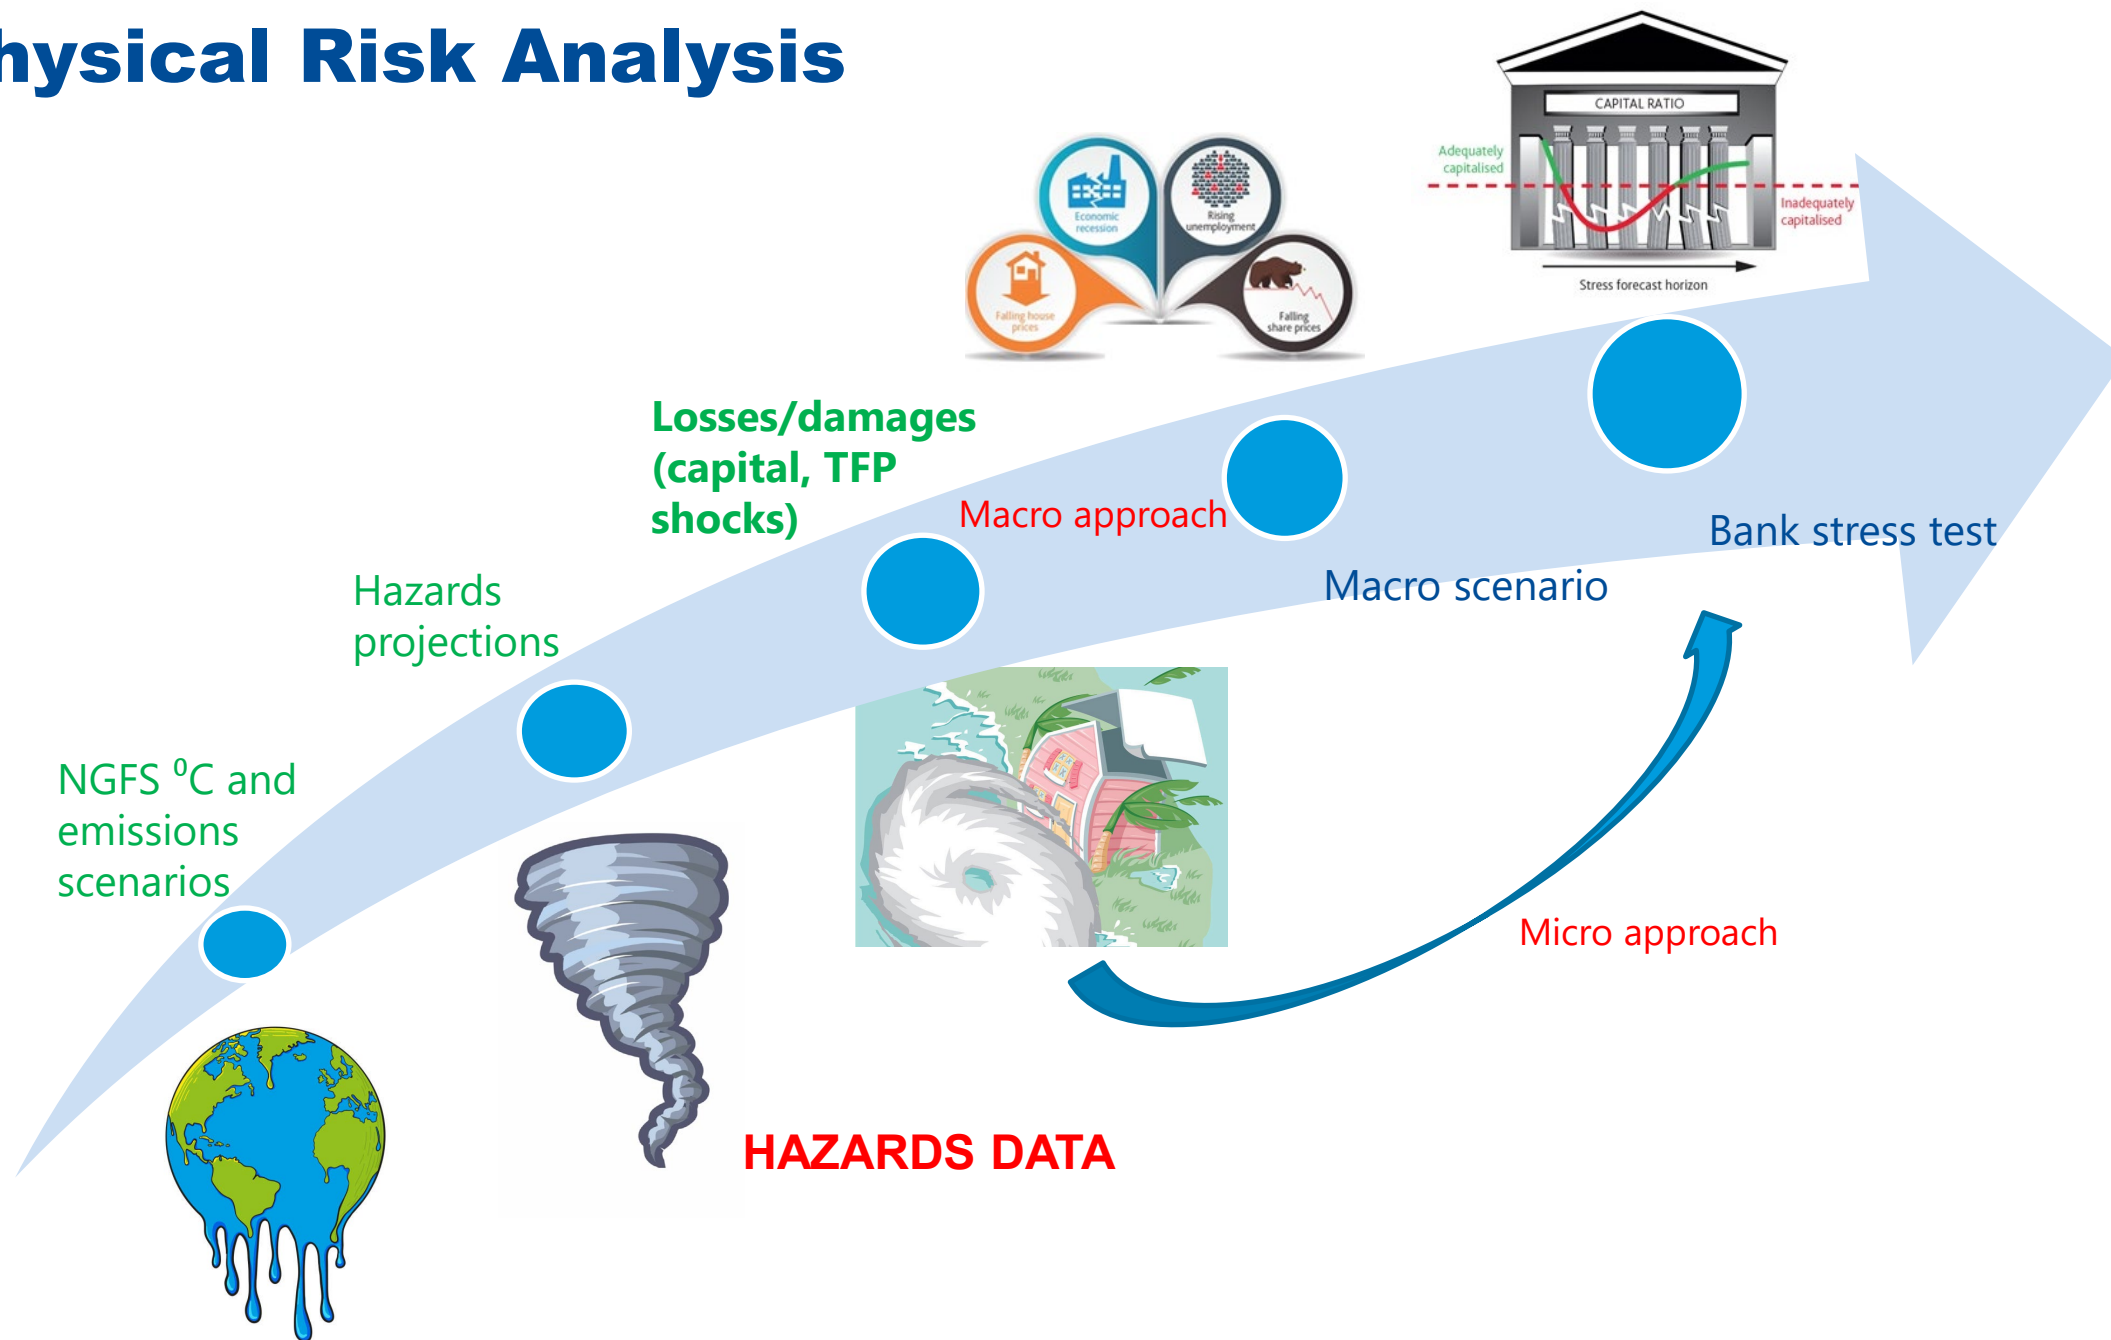 hysical Risk Analysis
CAPITAL RATIO
Adequately
capitalised
Inadequately
capitalised
Stress forecast horizon
Economic
recession
Rising
unemployment
Falling house
prices
Falling
share prices
Losses/damages
(capital, TFP
shocks)
Macro approach
Bank stress test
Macro scenario
Hazards
projections
NGFS ⁰C and
emissions
scenarios
Micro approach
HAZARDS DATA